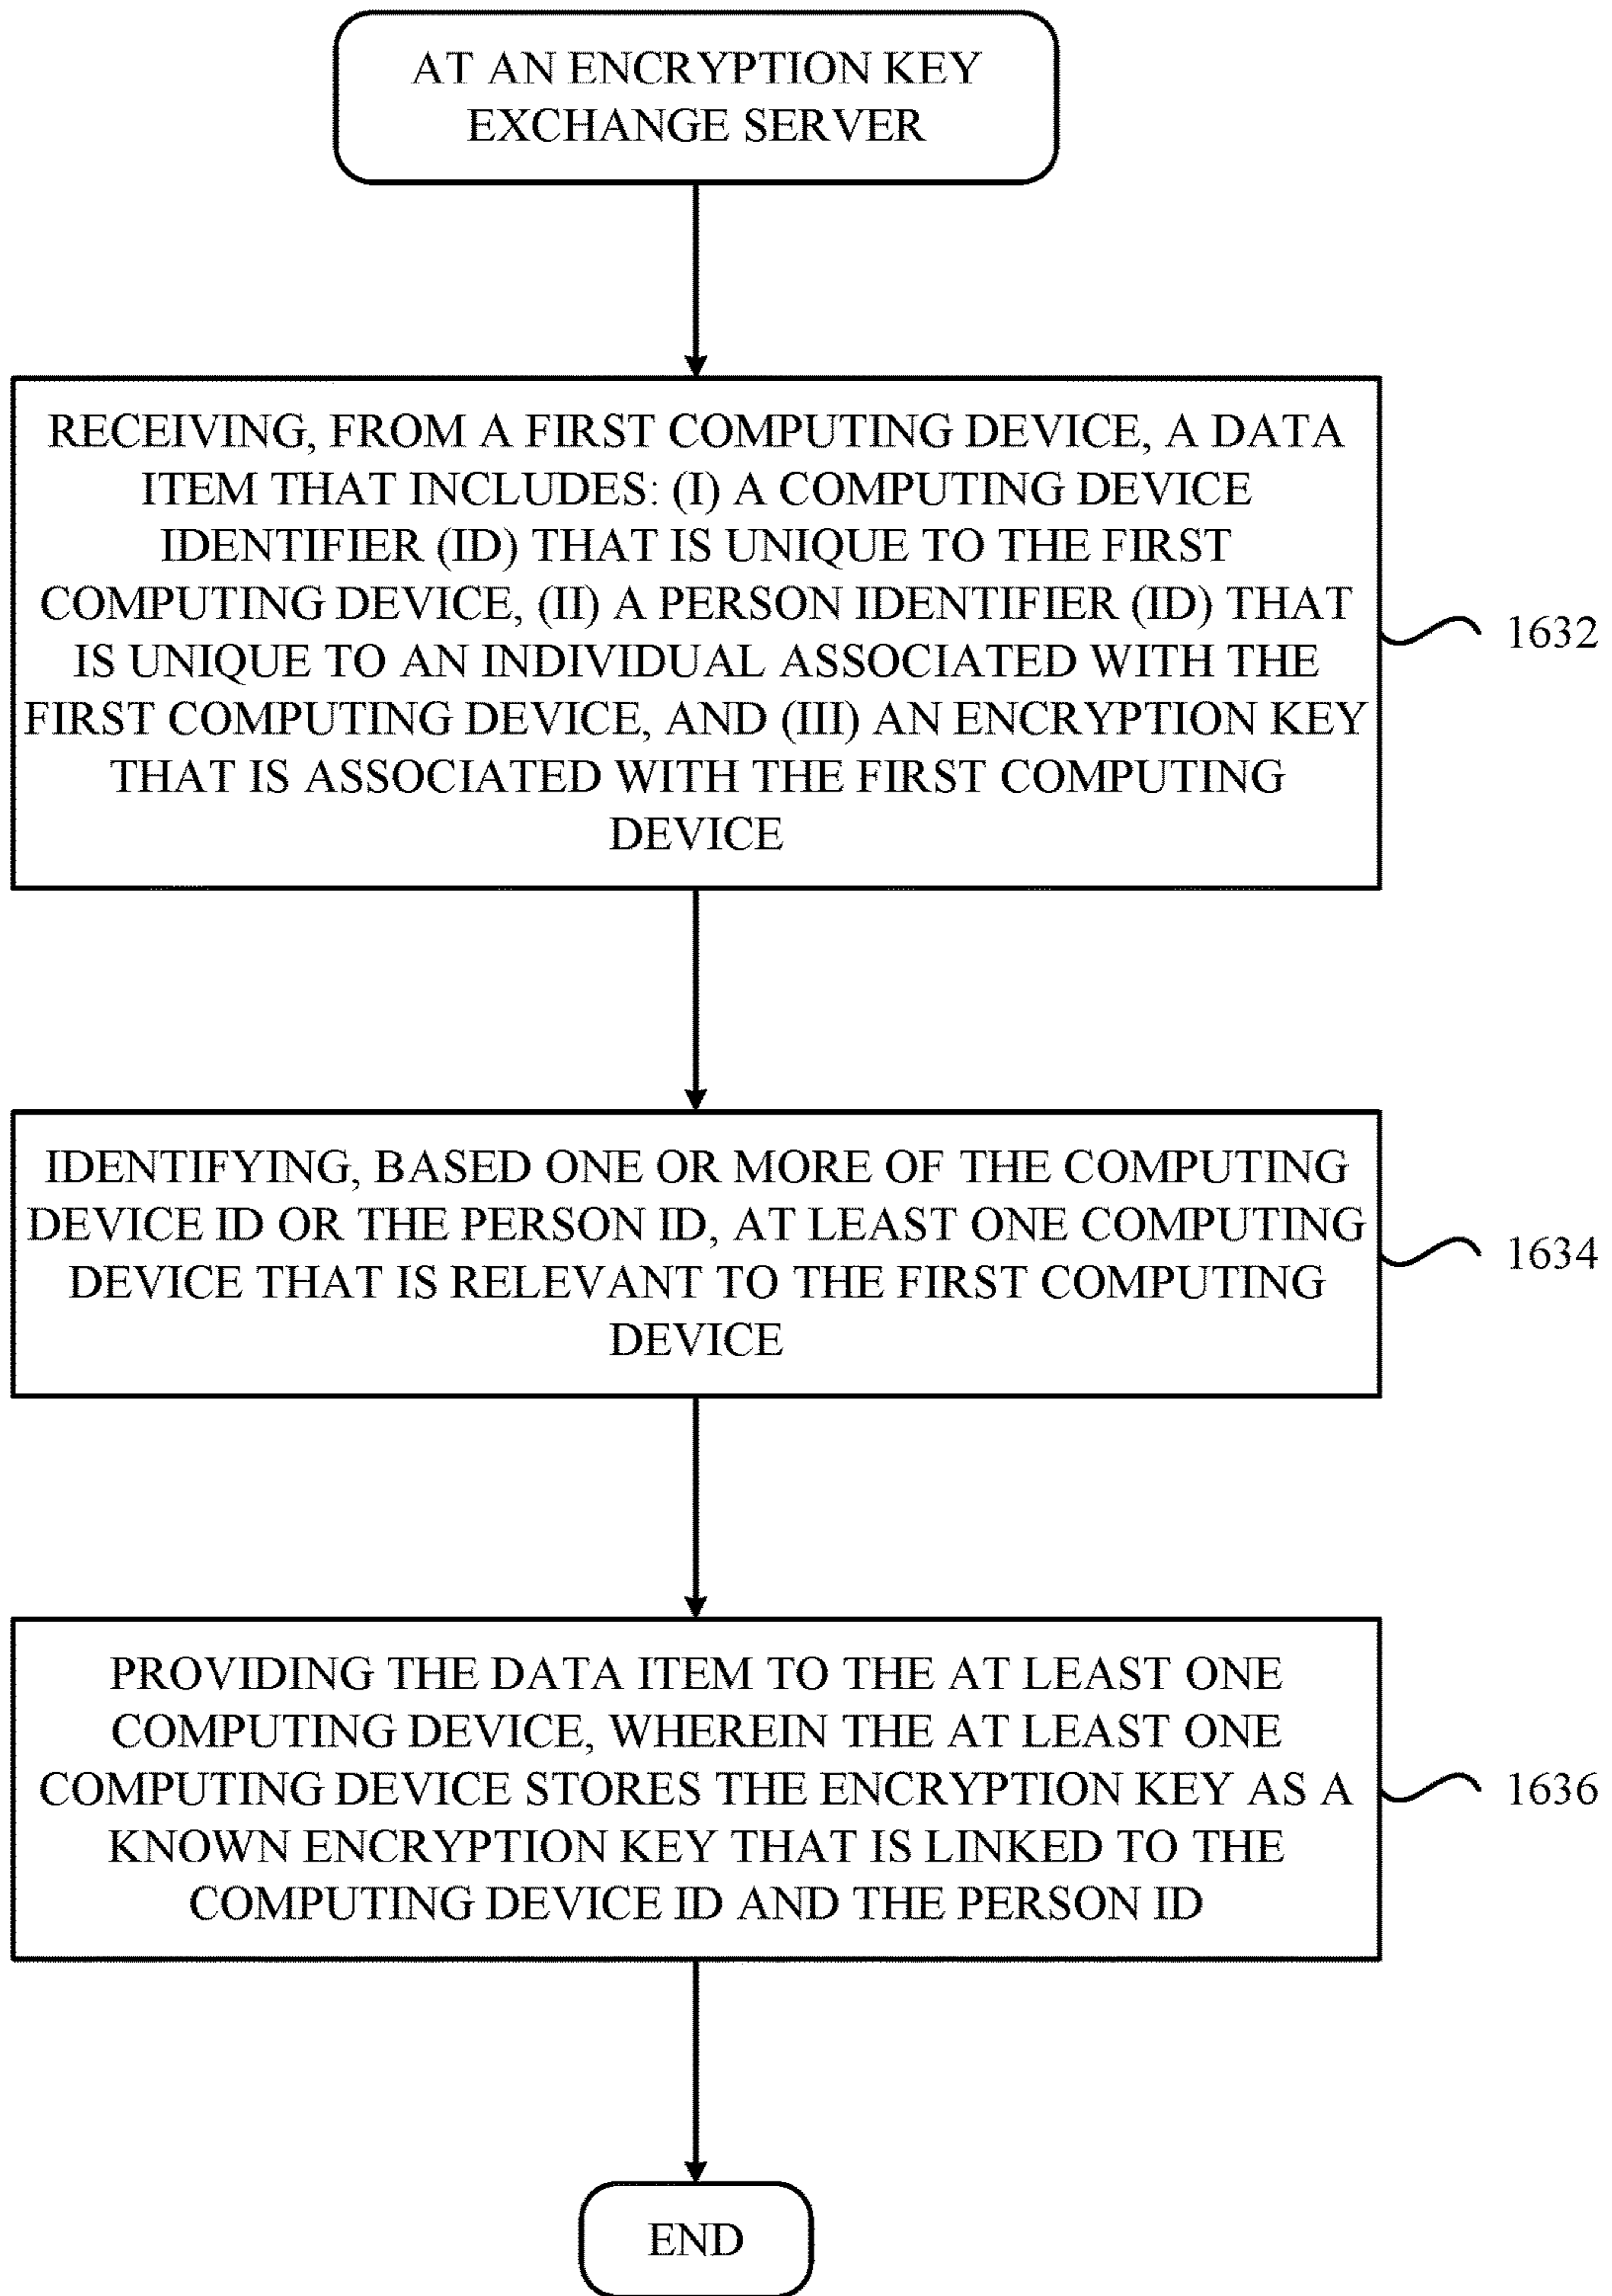 AT AN ENCRYPTION KEY
EXCHANGE SERVER
RECEIVING, FROM A FIRST COMPUTING DEVICE, A DATA
ITEM THAT INCLUDES: (I) A COMPUTING DEVICE
IDENTIFIER (ID) THAT IS UNIQUE TO THE FIRST
COMPUTING DEVICE, (II) A PERSON IDENTIFIER (ID) THAT
IS UNIQUE TO AN INDIVIDUAL ASSOCIATED WITH THE
FIRST COMPUTING DEVICE, AND (III) AN ENCRYPTION KEY
THAT IS ASSOCIATED WITH THE FIRST COMPUTING
DEVICE
1632
IDENTIFYING, BASED ONE OR MORE OF THE COMPUTING
DEVICE ID OR THE PERSON ID, AT LEAST ONE COMPUTING
DEVICE THAT IS RELEVANT TO THE FIRST COMPUTING
DEVICE
1634
PROVIDING THE DATA ITEM TO THE AT LEAST ONE
COMPUTING DEVICE, WHEREIN THE AT LEAST ONE
COMPUTING DEVICE STORES THE ENCRYPTION KEY AS A
KNOWN ENCRYPTION KEY THAT IS LINKED TO THE
COMPUTING DEVICE ID AND THE PERSON ID
1636
END